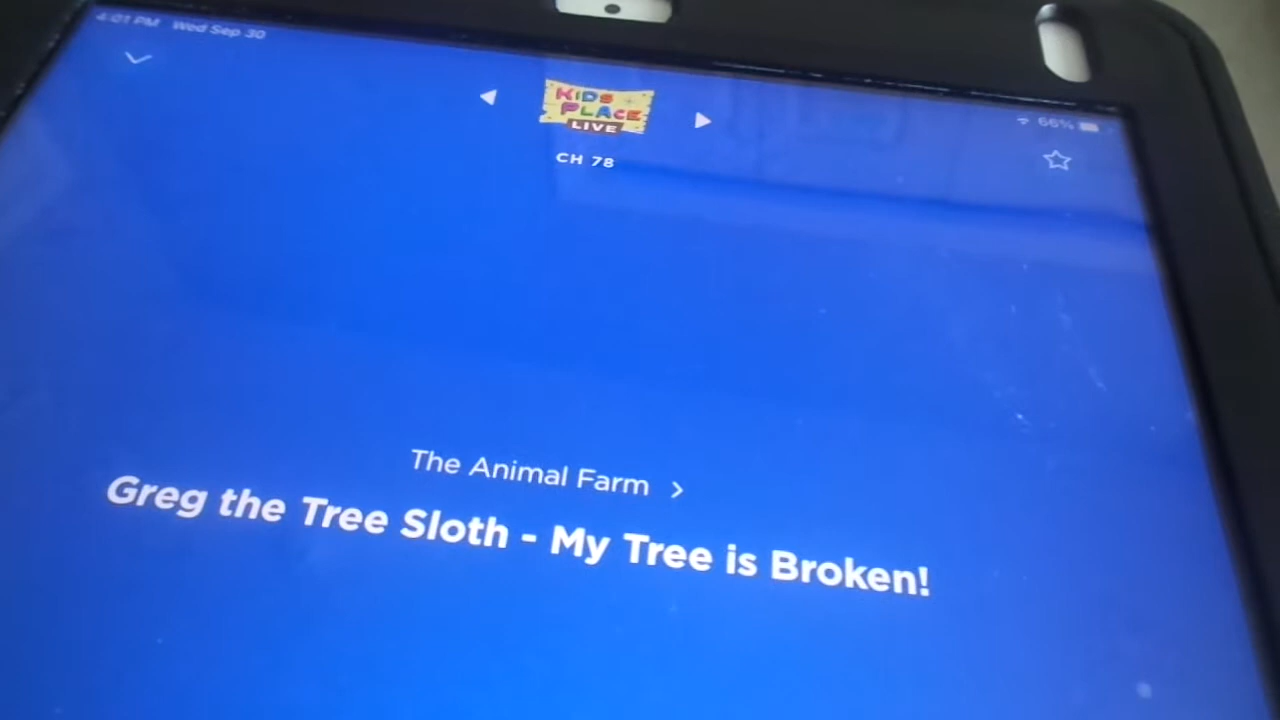 4:01 PM Wed Sep 30
66%
KIDS
PLACE
LIVE
CH 78
The Animal Farm >
Greg the Tree Sloth - My Tree is Broken!